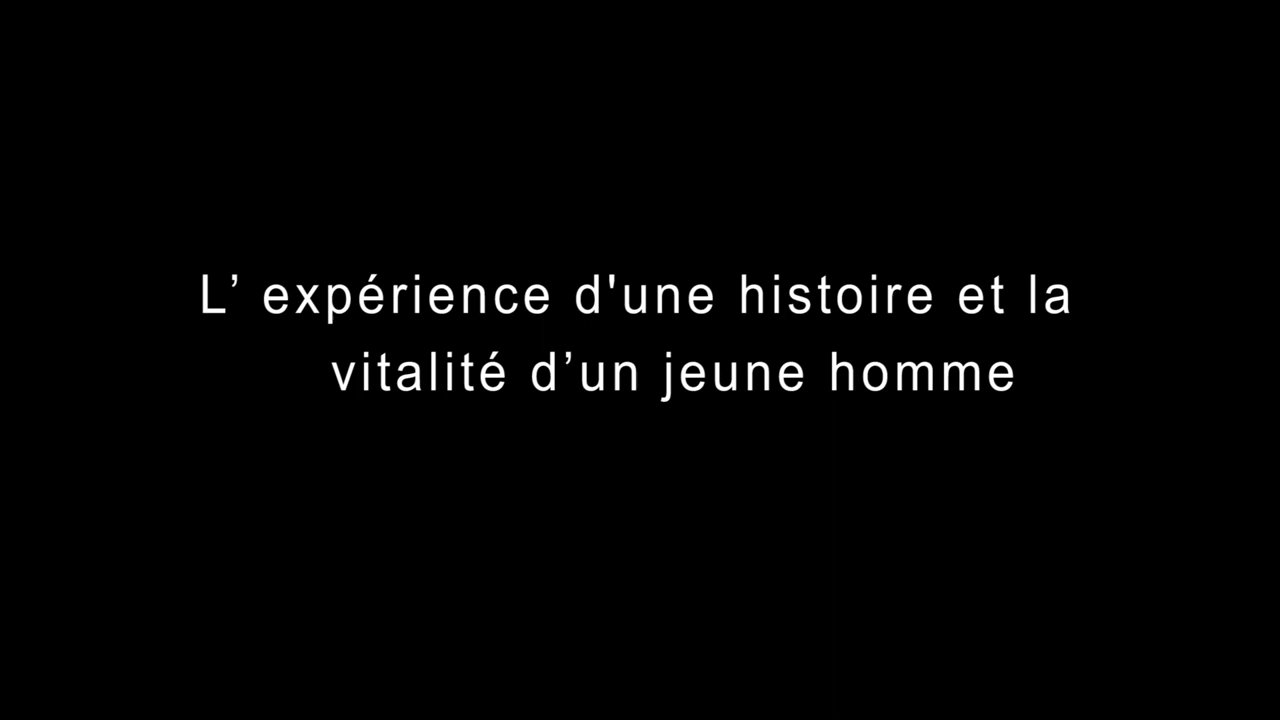 L’ expérience d'une histoire et la
vitalité d’un jeune homme